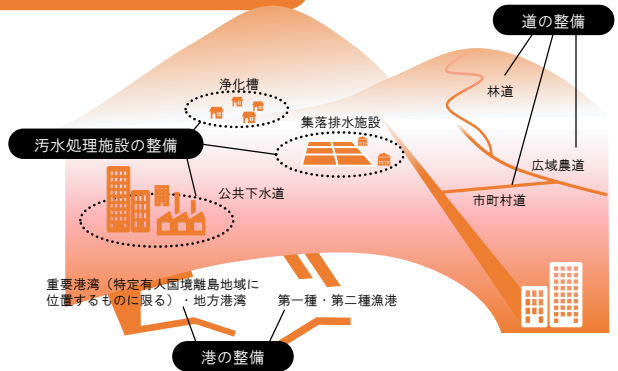 道の整備
浄化槽
林道
集落排水施設
汚水処理施設の整備
広域農道
公共下水道
市町村道
重要港湾（特定有人国境離島地域に
位置するものに限る）・地方港湾
第一種・第二種漁港
港の整備